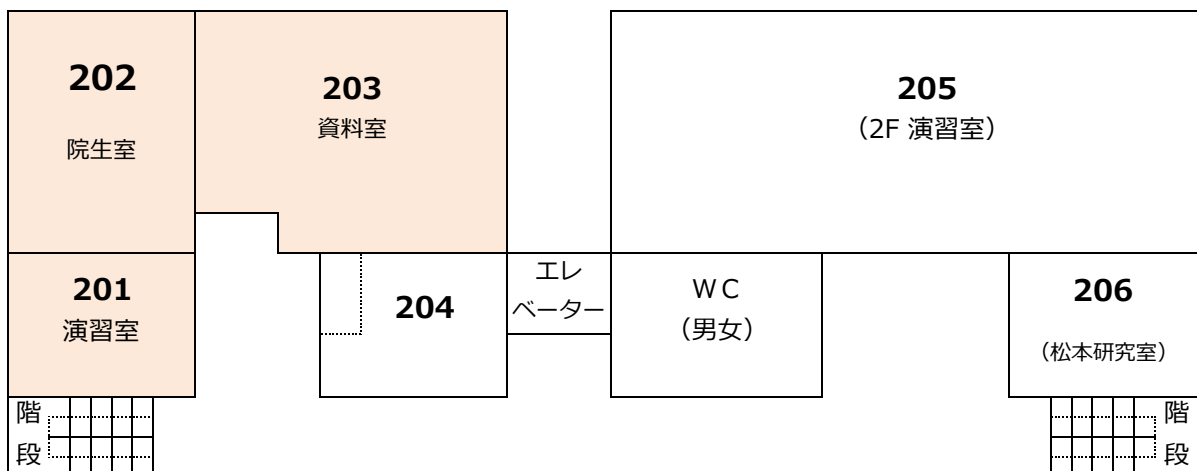 202
院生室
203
資料室
205
（2F 演習室）
201
演習室
204
エレ
ベーター
ＷＣ
（男女）
206
（松本研究室）
階
段
階
段